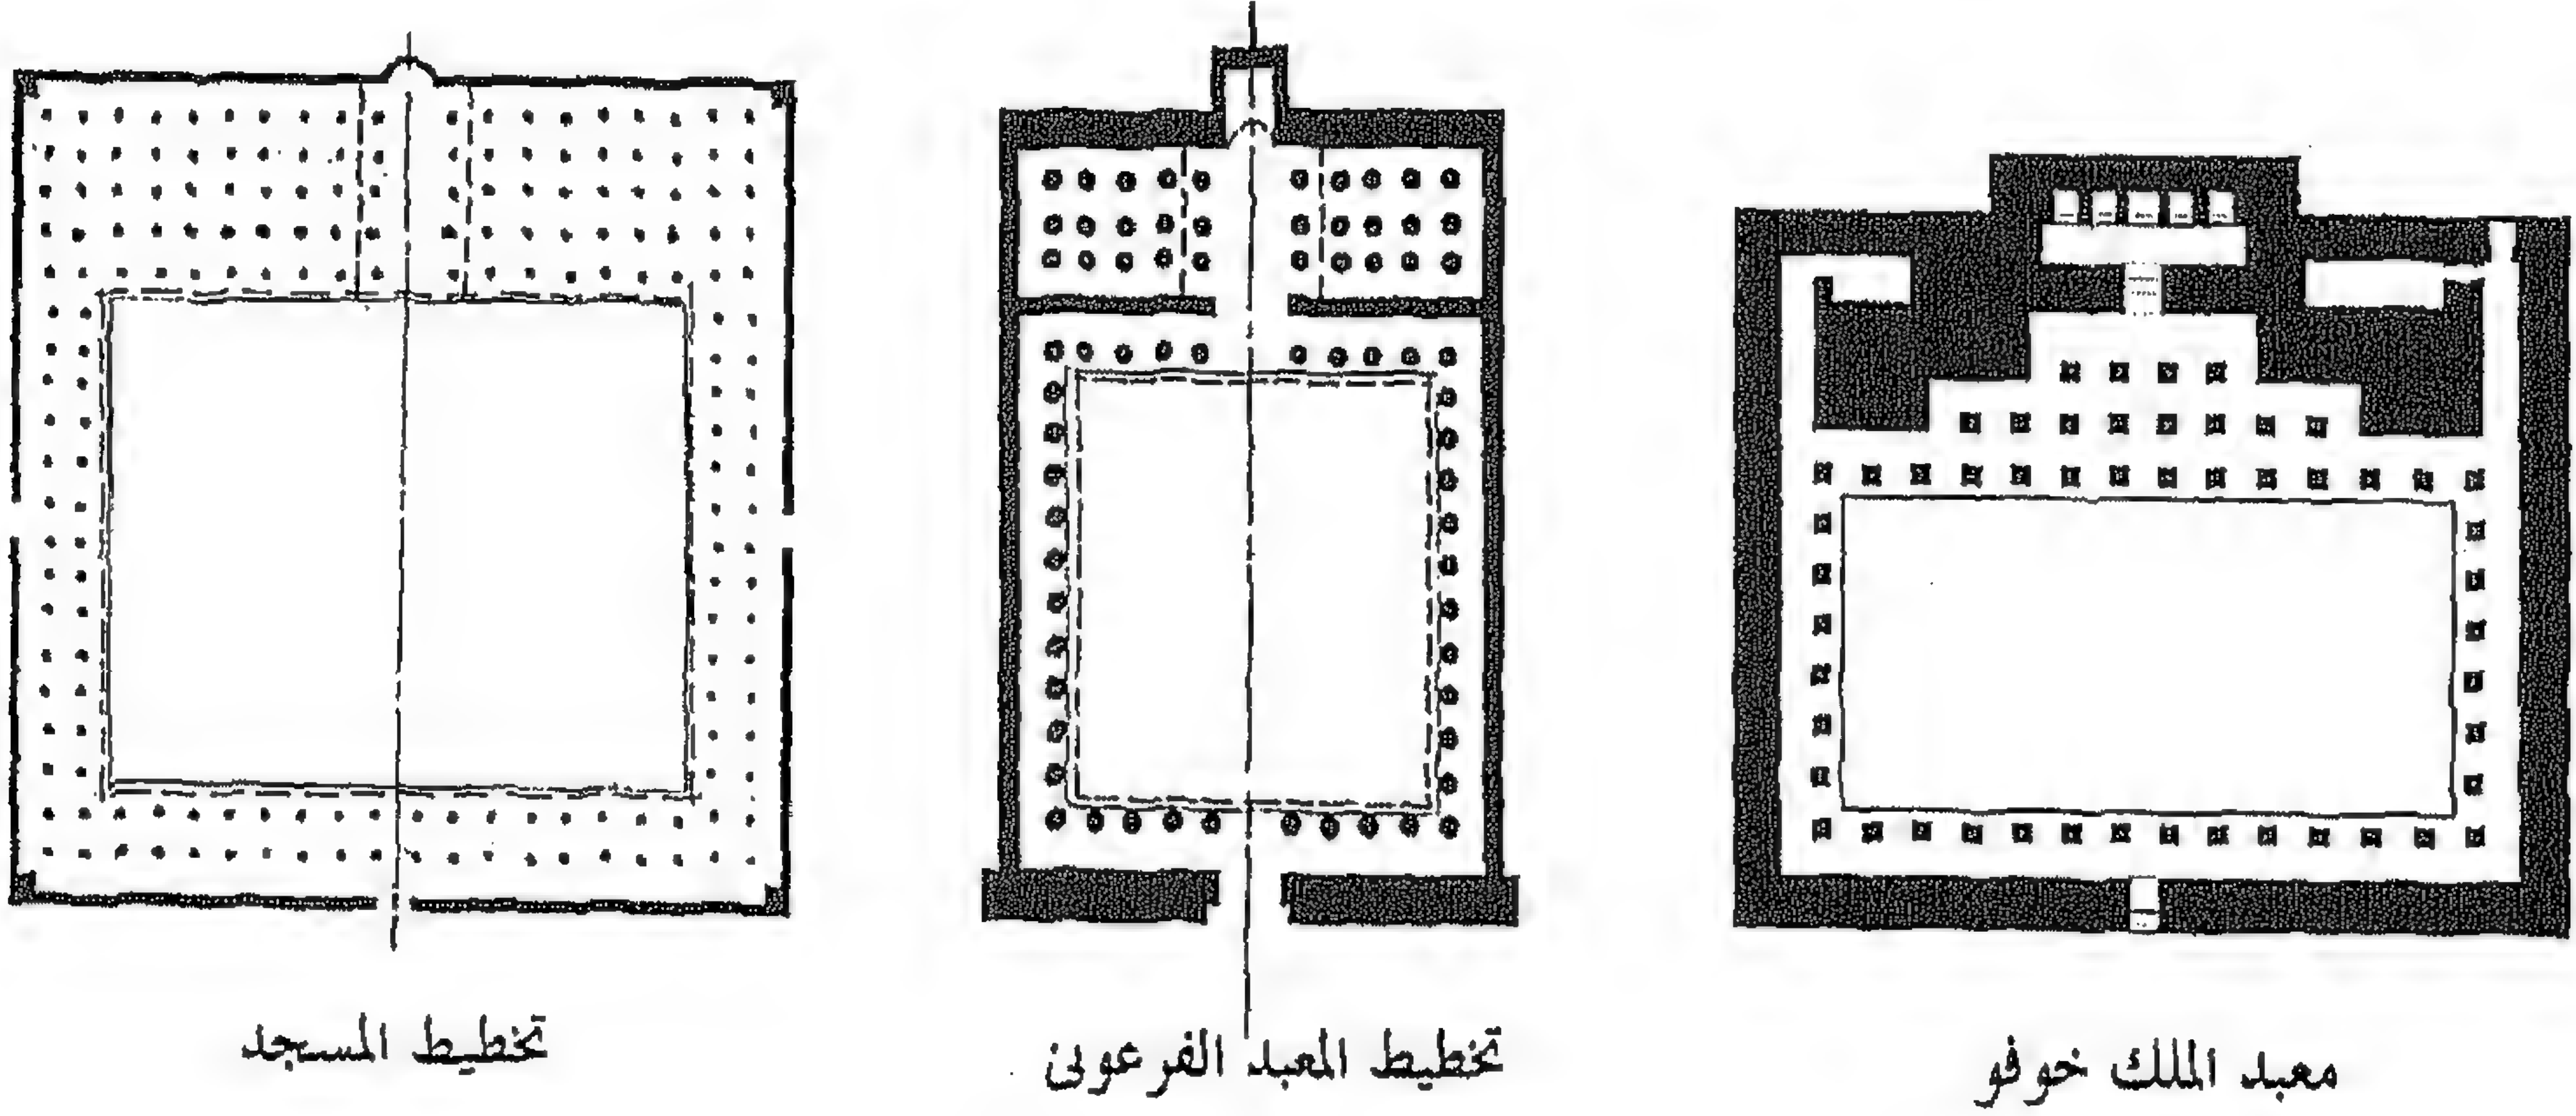 معبد الملك خوفو
تخطيط المعبد الفرعونى
تخطيط المسجد